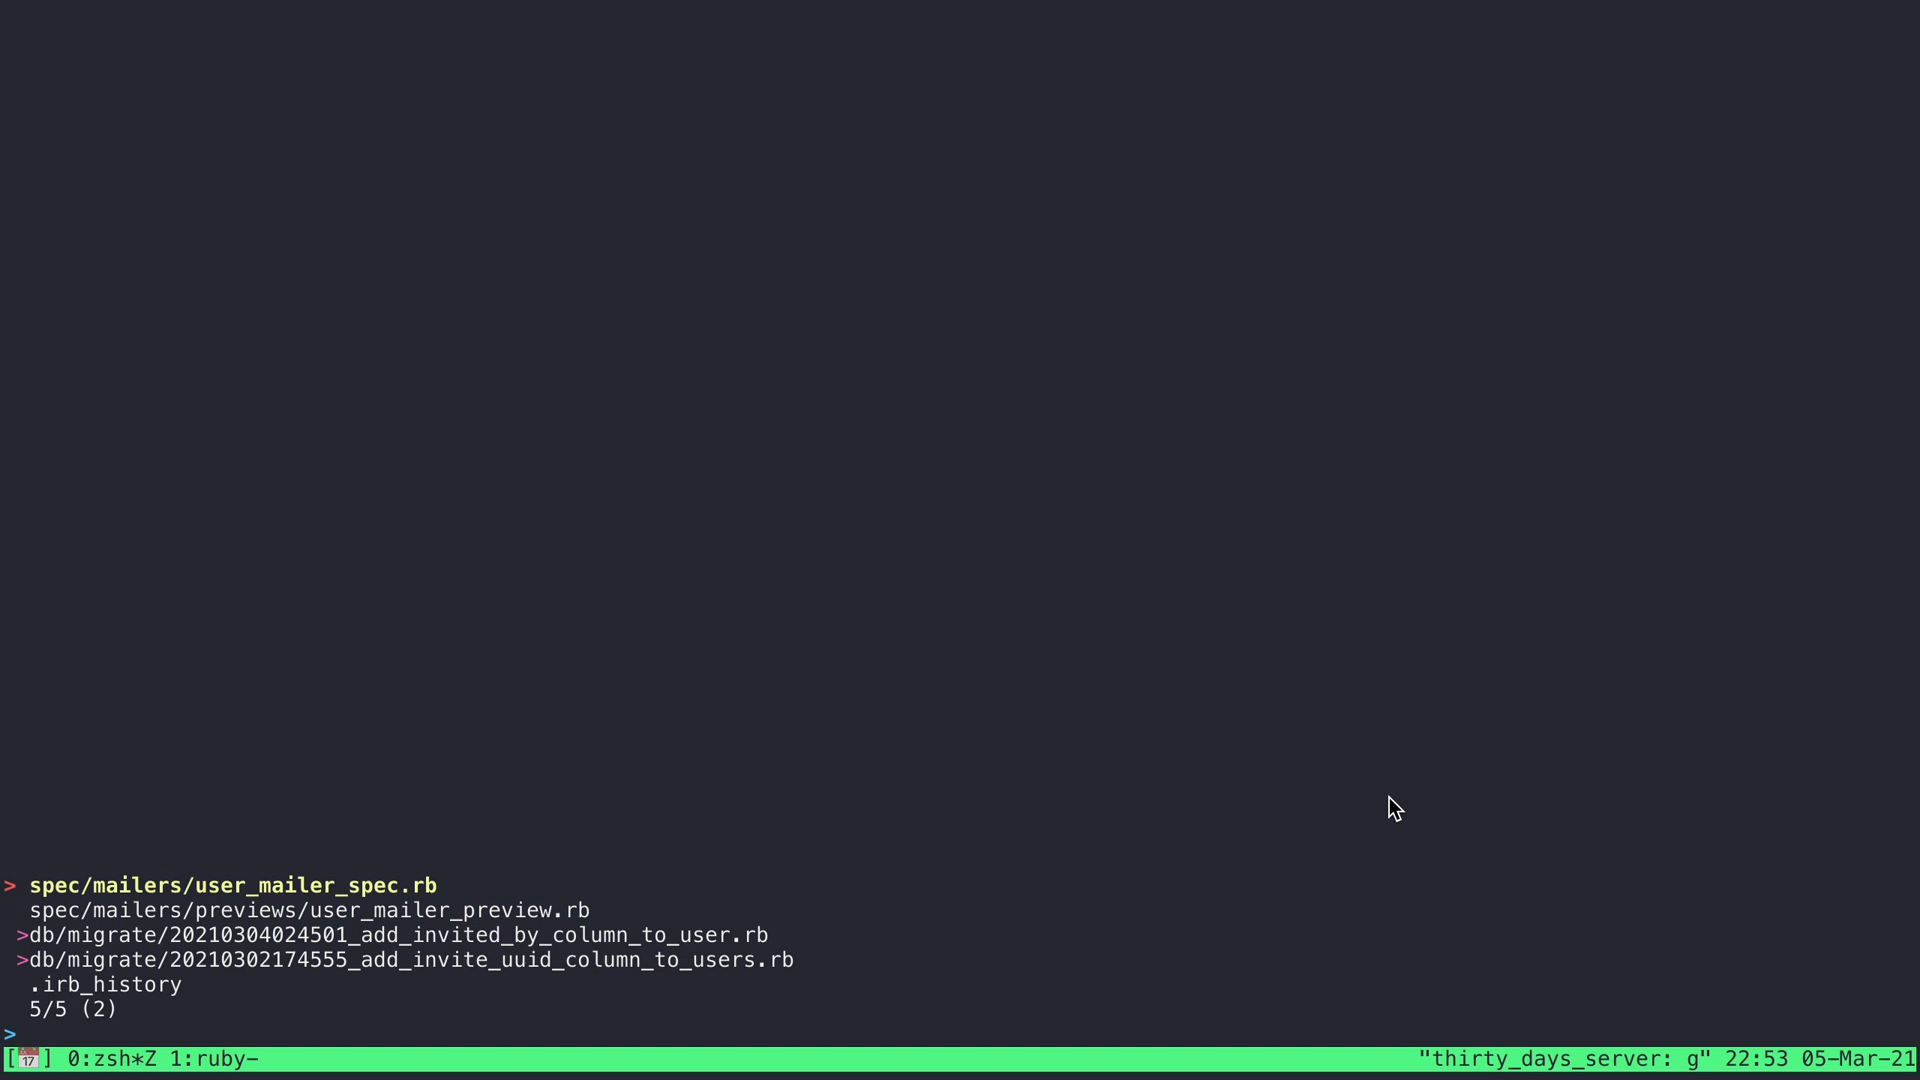 > spec/mailers/user_mailer_spec.rb
spec/mailers/previews/user_mailer_preview.rb
>db/migrate/20210304024501_add_invited_by_column_to_user.rb
>db/migrate/20210302174555_add_invite_uuid_column_to_users.rb
.irb_history
5/5 (2)
>
[📅] 0:zsh*Z 1:ruby- "thirty_days_server: g" 22:53 05-Mar-21